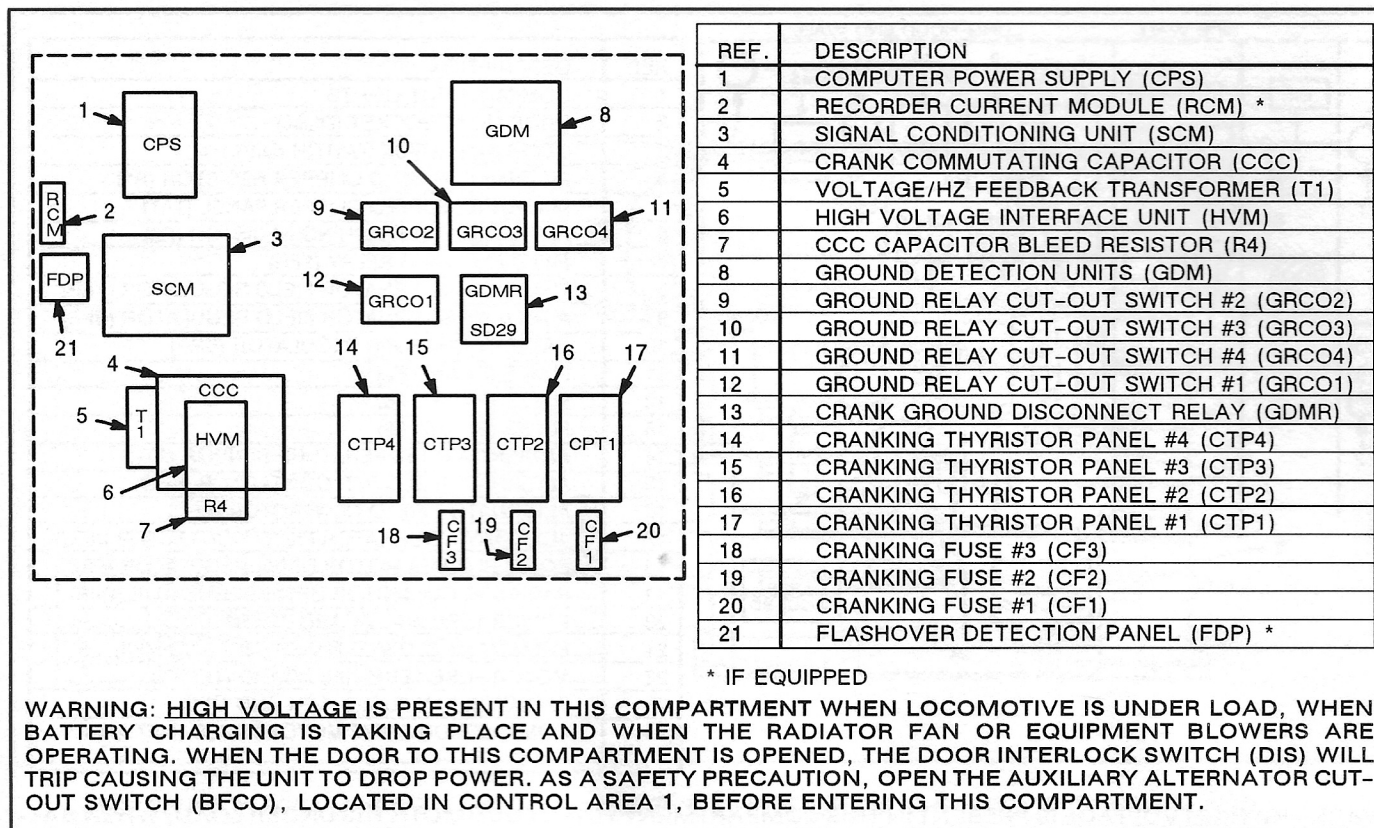 1
CPS
GDM
8
10
RCM
2
9
GRCO2
GRCO3
GRCO4
11
3
SCM
FDP
21
12
GRCO1
GDMR
SD29
13
14
15
16
17
4
CCC
5
T1
HVM
6
R4
7
CTP4
CTP3
CTP2
CPT1
18
CF3
19
CF2
CF1
20
REF. DESCRIPTION
1 COMPUTER POWER SUPPLY (CPS)
2 RECORDER CURRENT MODULE (RCM) *
3 SIGNAL CONDITIONING UNIT (SCM)
4 CRANK COMMUTATING CAPACITOR (CCC)
5 VOLTAGE/HZ FEEDBACK TRANSFORMER (T1)
6 HIGH VOLTAGE INTERFACE UNIT (HVM)
7 CCC CAPACITOR BLEED RESISTOR (R4)
8 GROUND DETECTION UNITS (GDM)
9 GROUND RELAY CUT-OUT SWITCH #2 (GRCO2)
10 GROUND RELAY CUT-OUT SWITCH #3 (GRCO3)
11 GROUND RELAY CUT-OUT SWITCH #4 (GRCO4)
12 GROUND RELAY CUT-OUT SWITCH #1 (GRCO1)
13 CRANK GROUND DISCONNECT RELAY (GDMR)
14 CRANKING THYRISTOR PANEL #4 (CTP4)
15 CRANKING THYRISTOR PANEL #3 (CTP3)
16 CRANKING THYRISTOR PANEL #2 (CTP2)
17 CRANKING THYRISTOR PANEL #1 (CTP1)
18 CRANKING FUSE #3 (CF3)
19 CRANKING FUSE #2 (CF2)
20 CRANKING FUSE #1 (CF1)
21 FLASHOVER DETECTION PANEL (FDP) *
* IF EQUIPPED
WARNING: HIGH VOLTAGE IS PRESENT IN THIS COMPARTMENT WHEN LOCOMOTIVE IS UNDER LOAD, WHEN
BATTERY CHARGING IS TAKING PLACE AND WHEN THE RADIATOR FAN OR EQUIPMENT BLOWERS ARE
OPERATING. WHEN THE DOOR TO THIS COMPARTMENT IS OPENED, THE DOOR INTERLOCK SWITCH (DIS) WILL
TRIP CAUSING THE UNIT TO DROP POWER. AS A SAFETY PRECAUTION, OPEN THE AUXILIARY ALTERNATOR CUT-
OUT SWITCH (BFCO), LOCATED IN CONTROL AREA 1, BEFORE ENTERING THIS COMPARTMENT.